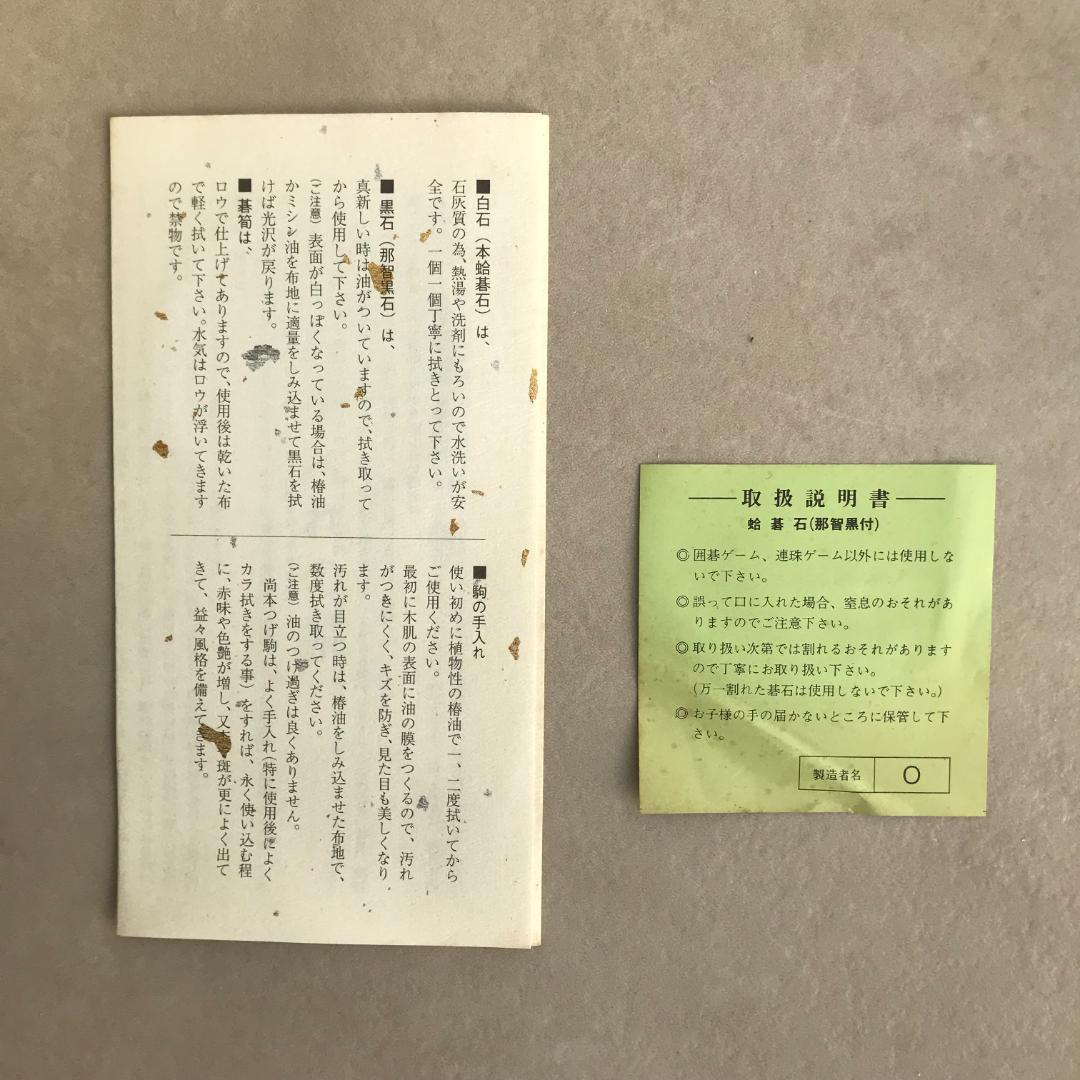 ■白石（本蛤碁石）は、
石灰質の為、熱湯や洗剤にもろいので水洗いが安
全です。一個一個丁寧に拭きとって下さい。
■黒石（那智黒石）は、
真新しい時は油がついていますので、拭き取って
から使用して下さい。
（ご注意）表面が白っぽくなっている場合は、椿油
かミシン油を布地に適量をしみ込ませて黒石を拭
けば光沢が戻ります。
■碁笥は、
ロウで仕上げてありますので、使用後は乾いた布
で軽く拭いて下さい。水気はロウが浮いてきます
ので禁物です。
■駒の手入れ
使い初めに植物性の椿油で一、二度拭いてから
ご使用ください。
最初に木肌の表面に油の膜をつくるので、汚れ
がつきにくく、キズを防ぎ、見た目も美しくなり
ます。
汚れが目立つ時は、椿油をしみ込ませた布地で、
数度拭き取ってください。
（ご注意）油のつけ過ぎは良くありません。
尚本つげ駒は、よく手入れ（特に使用後によく
カラ拭きをする事）をすれば、永く使い込む程
に、赤味や色艶が増し、又斑が更によく出て
きて、益々風格を備えてきます。
取扱説明書
蛤碁石(那智黒付)
◎囲碁ゲーム、連珠ゲーム以外には使用しな
いで下さい。
◎誤って口に入れた場合、窒息のおそれがあ
りますのでご注意下さい。
◎取り扱い次第では割れるおそれがあります
ので丁寧にお取り扱い下さい。
(万一割れた碁石は使用しないで下さい。)
◎お子様の手の届かないところに保管して下
さい。
製造者名 O